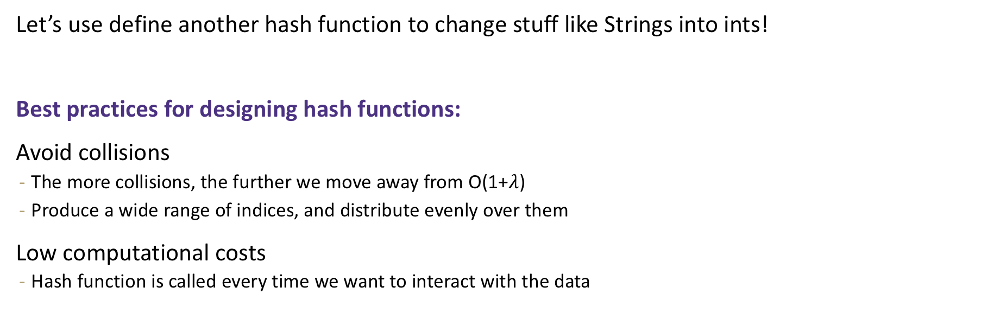 Let’s use define another hash function to change stuff like Strings into ints!
Best practices for designing hash functions:
Avoid collisions
- The more collisions, the further we move away from O(1+𝜆)
- Produce a wide range of indices, and distribute evenly over them
Low computational costs
- Hash function is called every time we want to interact with the data